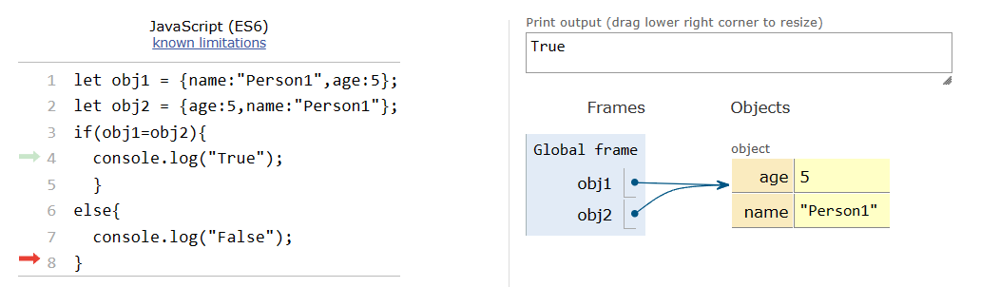 JavaScript (ES6)
known limitations
1 let obj1 = {name:"Person1",age:5};
2 let obj2 = {age:5,name:"Person1"};
3 if(obj1=obj2){
4   console.log("True");
5   }
6 else{
7   console.log("False");
8 }
Print output (drag lower right corner to resize)
True
Frames
Objects
Global frame
obj1
obj2
object
age 5
name "Person1"